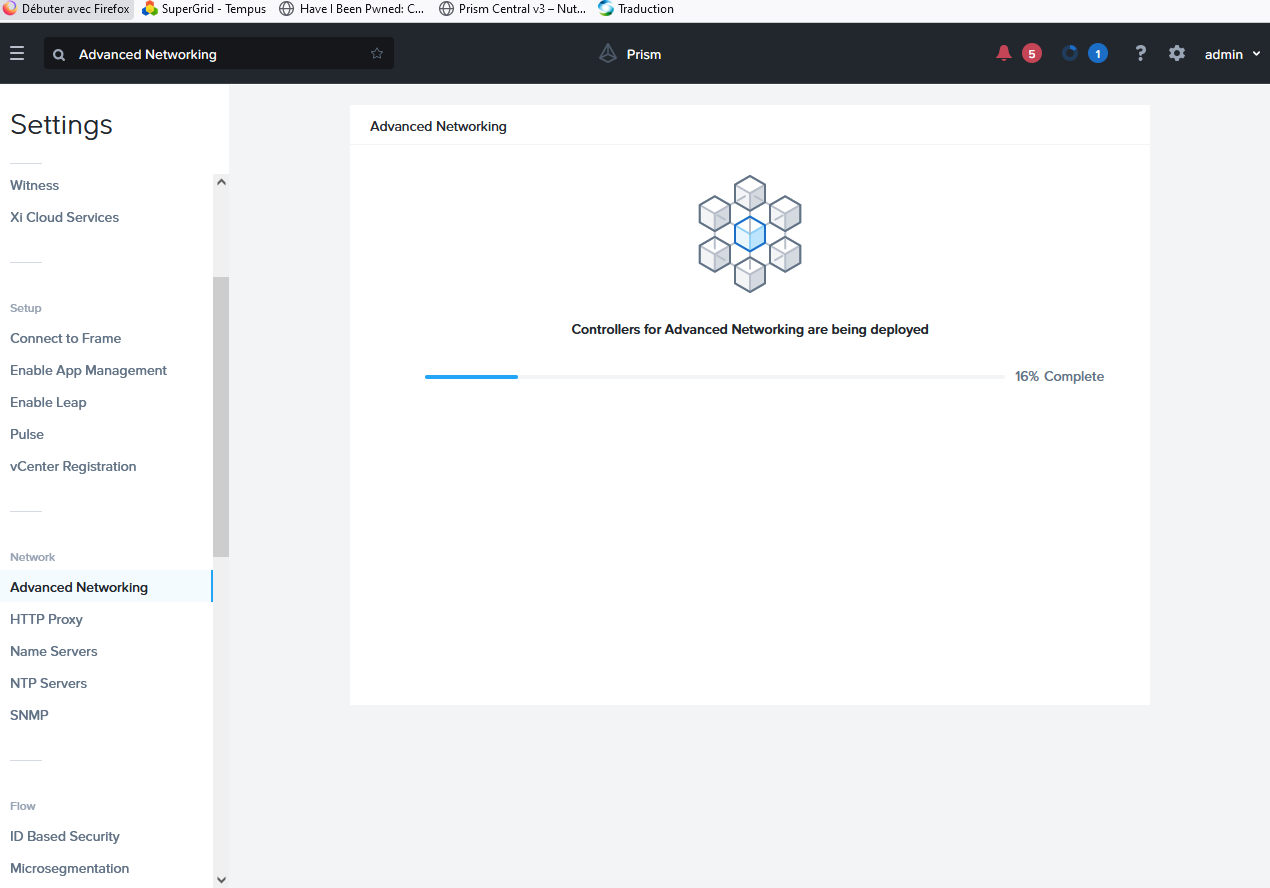 Débuter avec Firefox SuperGrid - Tempus Have I Been Pwned: C... Prism Central v3 – Nut... Traduction
Advanced Networking Prism 5 1 ? admin
Settings
Witness
Xi Cloud Services
Setup
Connect to Frame
Enable App Management
Enable Leap
Pulse
vCenter Registration
Network
Advanced Networking
HTTP Proxy
Name Servers
NTP Servers
SNMP
Flow
ID Based Security
Microsegmentation
Advanced Networking
Controllers for Advanced Networking are being deployed
16% Complete